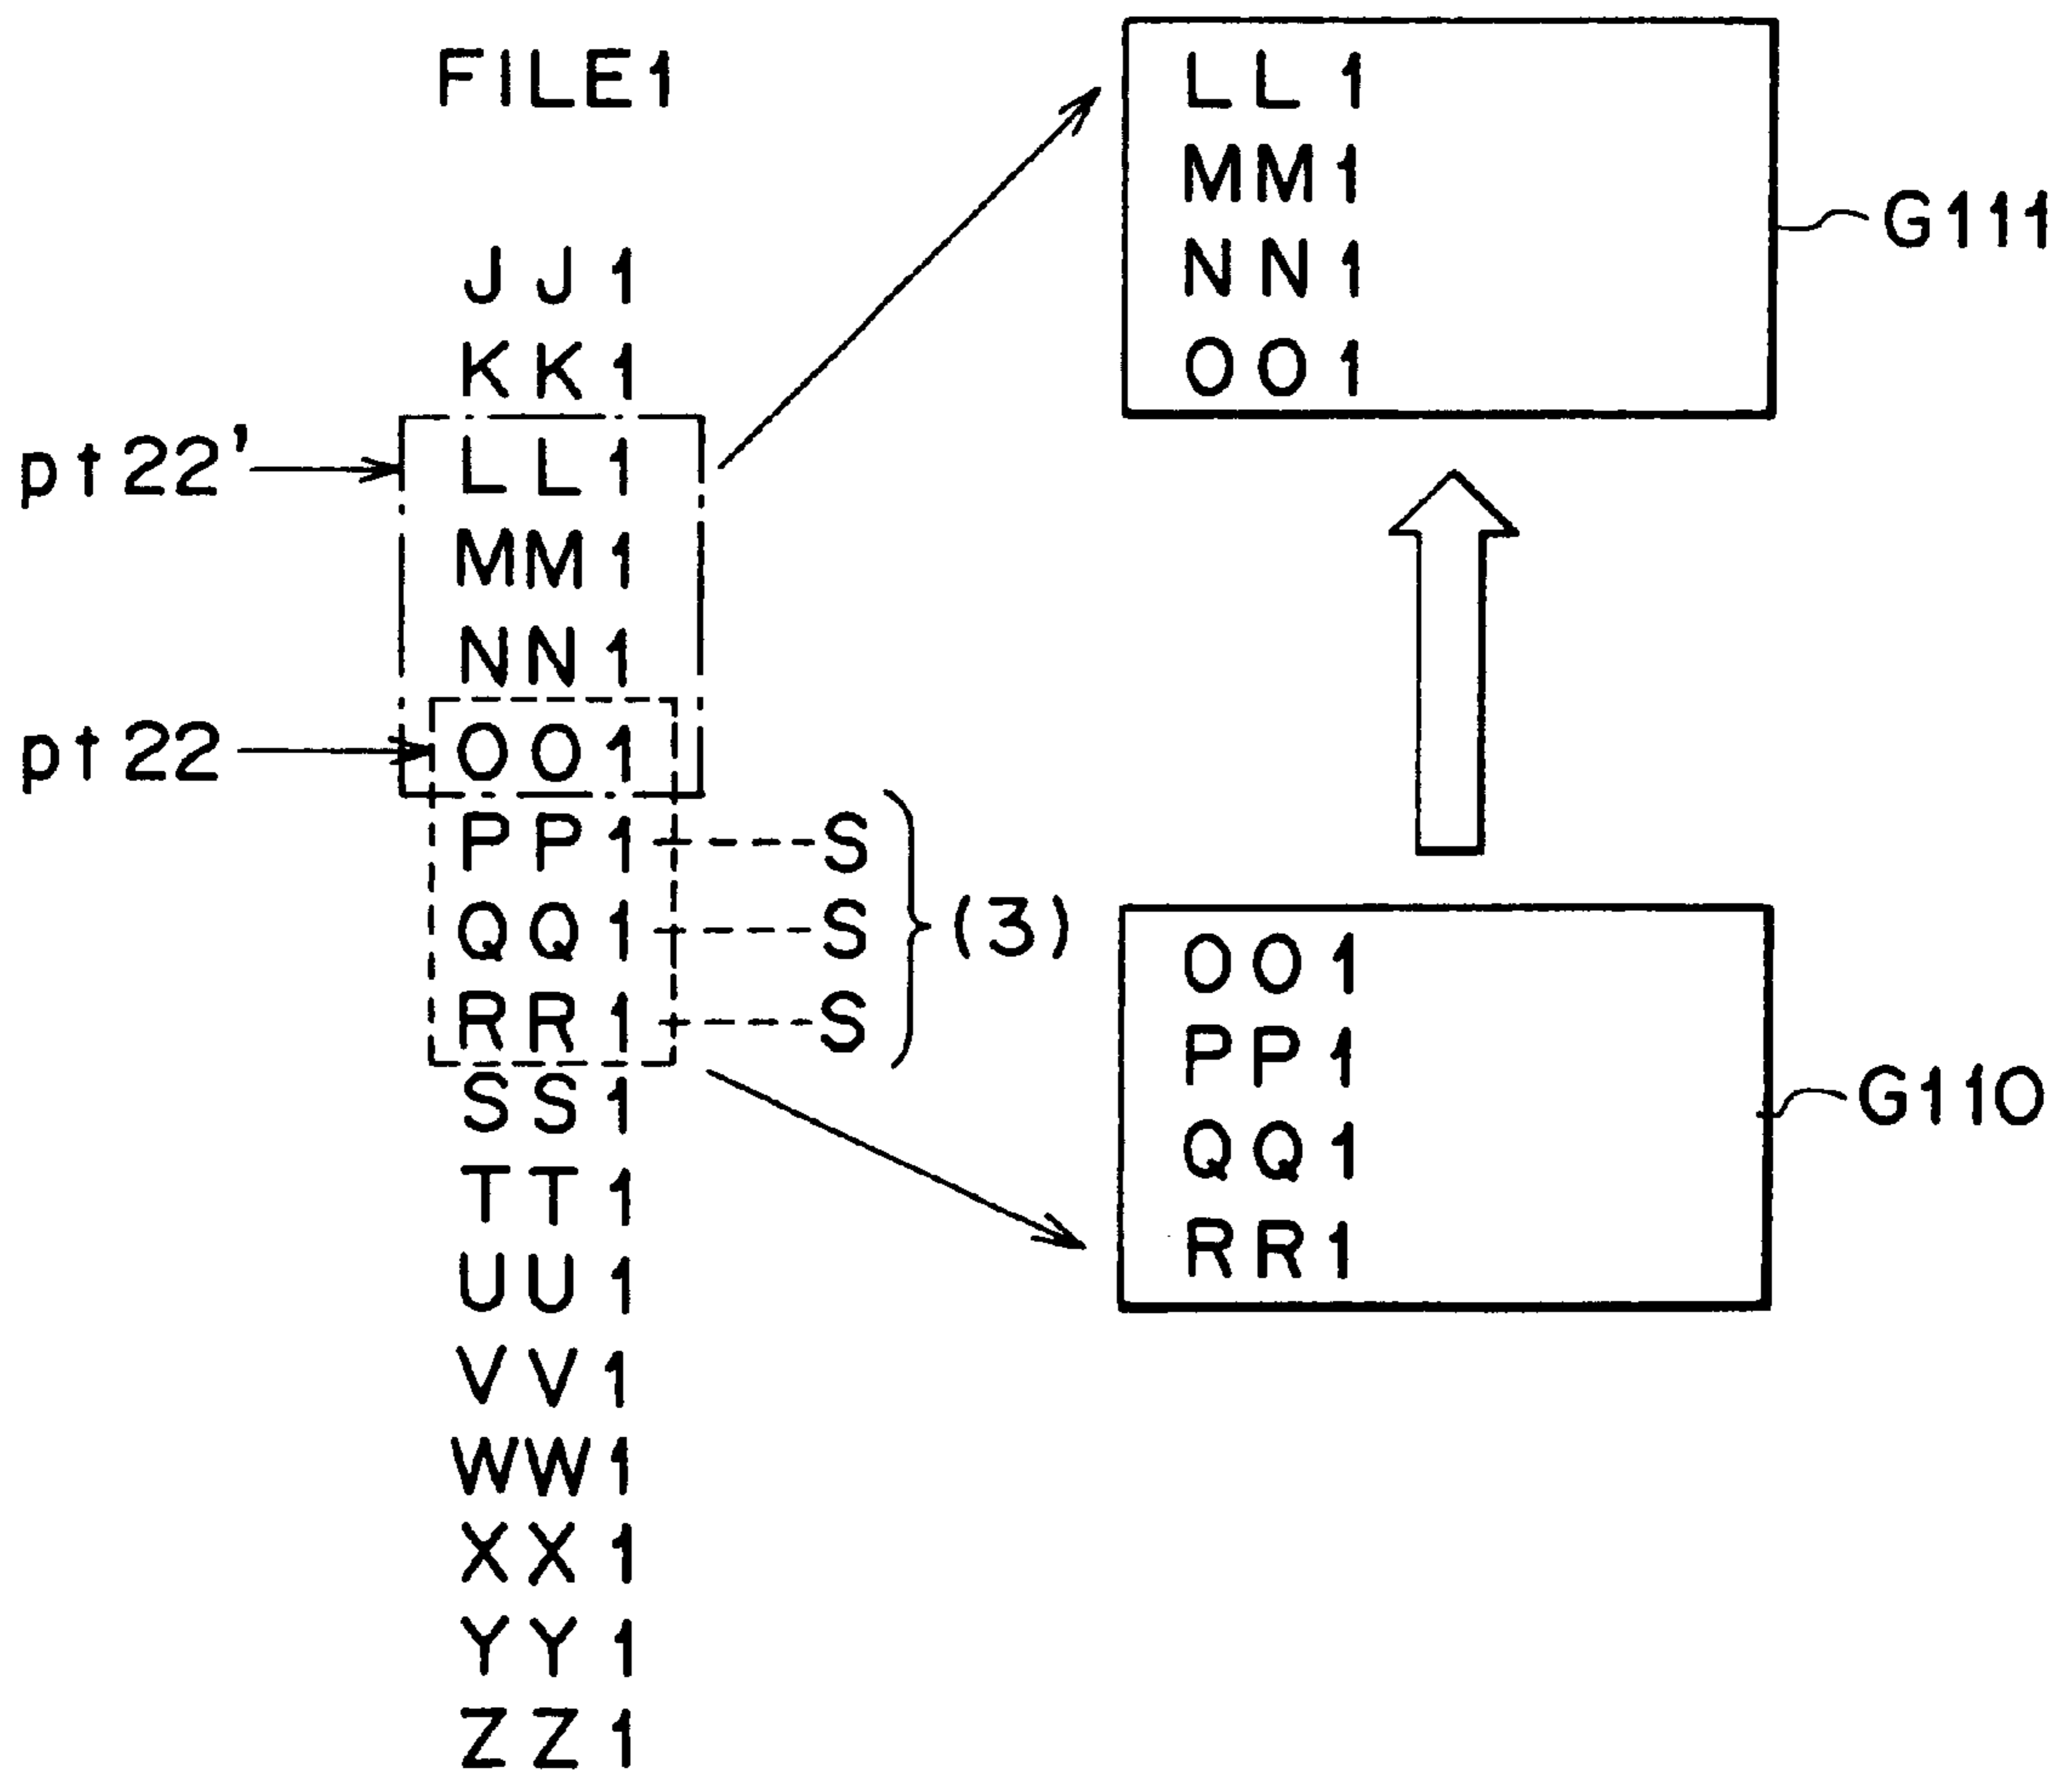 FILE1
JJ1
KK1
pt22' LL1
MM1
NN1
pt22 OO1
PP1 S
QQ1 S (3)
RR1 S
SS1
TT1
UU1
VV1
WW1
XX1
YY1
ZZ1
LL1
MM1
NN1
OO1
G111
OO1
PP1
QQ1
RR1
G110